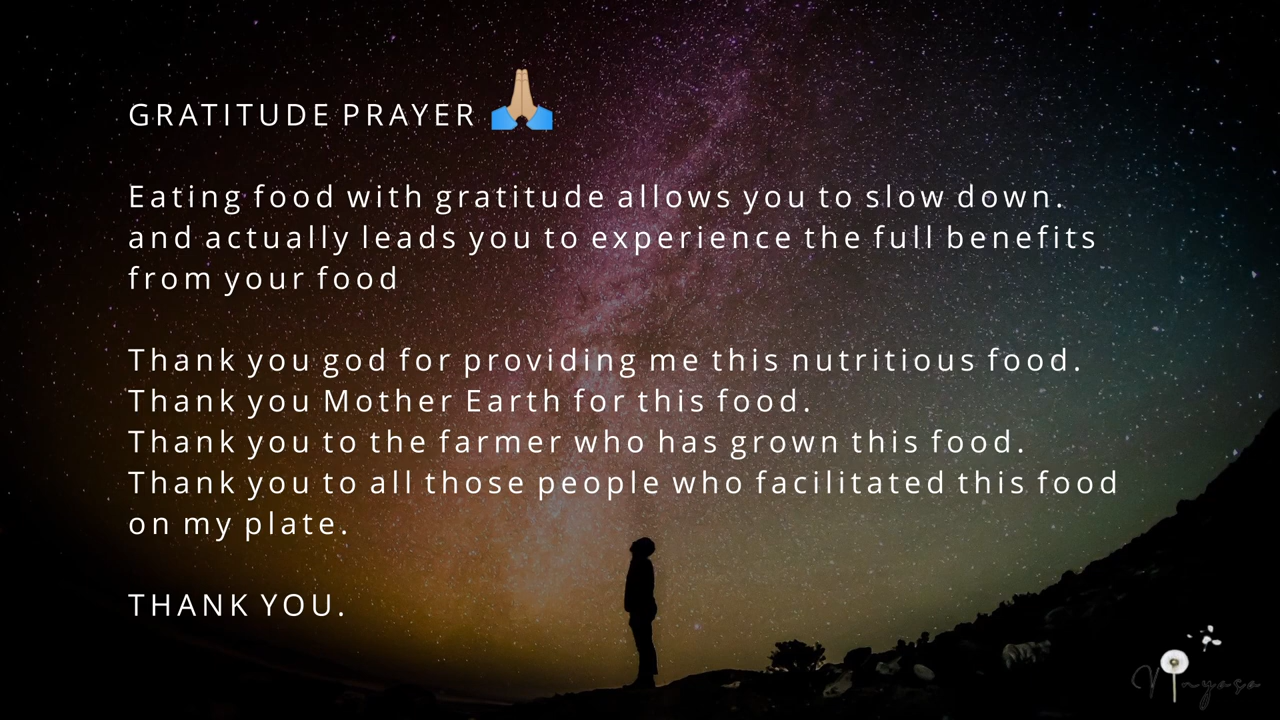 GRATITUDE PRAYER 🙏🏼
Eating food with gratitude allows you to slow down.
and actually leads you to experience the full benefits
from your food
Thank you god for providing me this nutritious food.
Thank you Mother Earth for this food.
Thank you to the farmer who has grown this food.
Thank you to all those people who facilitated this food
on my plate.
THANK YOU.